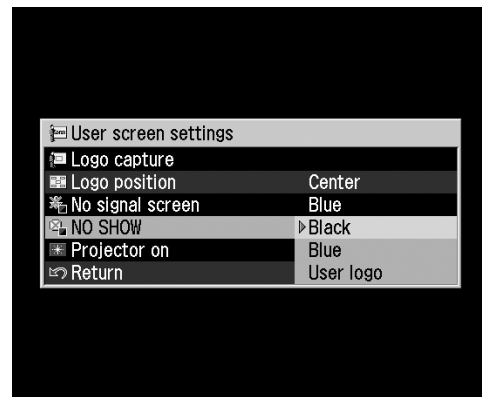 User screen settings
Logo capture
Logo position Center
No signal screen Blue
NO SHOW Black
Projector on Blue
Return User logo